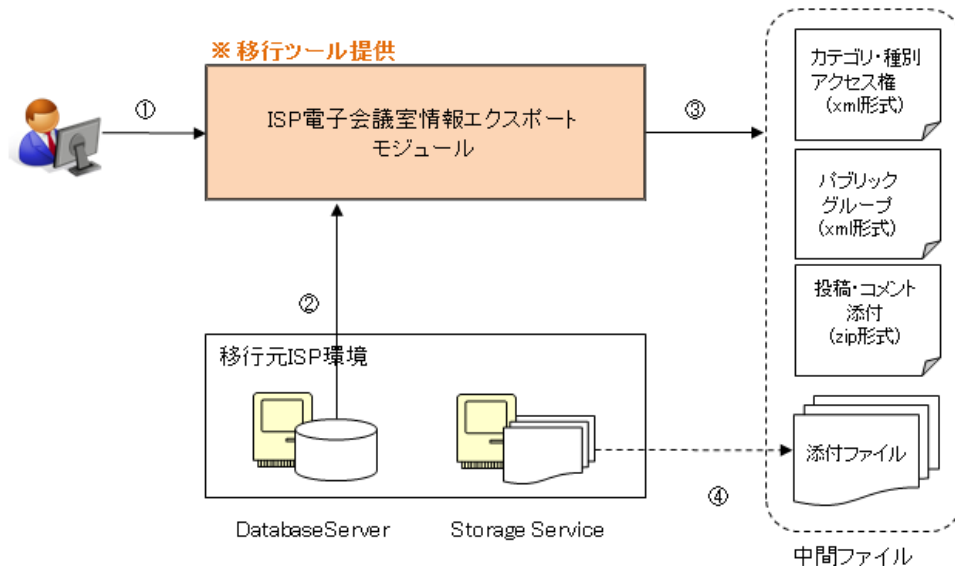 ※ 移行ツール提供
①
ISP電子会議室情報エクスポート
モジュール
③
カテゴリ・種別
アクセス権
(xml形式)
パブリック
グループ
(xml形式)
②
投稿・コメント
添付
(zip形式)
移行元ISP環境
添付ファイル
④
DatabaseServer
Storage Service
中間ファイル